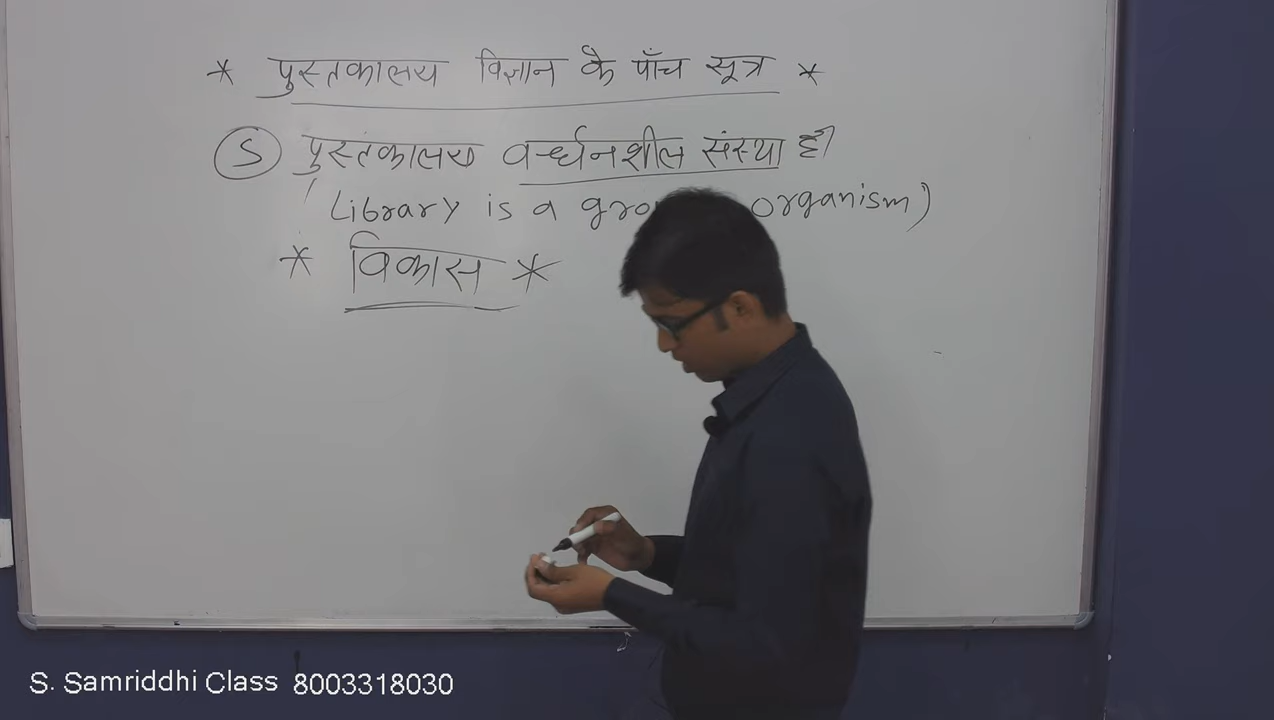 * पुस्तकालय विज्ञान के पाँच सूत्र *
5 पुस्तकालय वर्न्धनशील संस्था है
(Library is a organism)
* विकास *
S. Samriddhi Class 8003318030